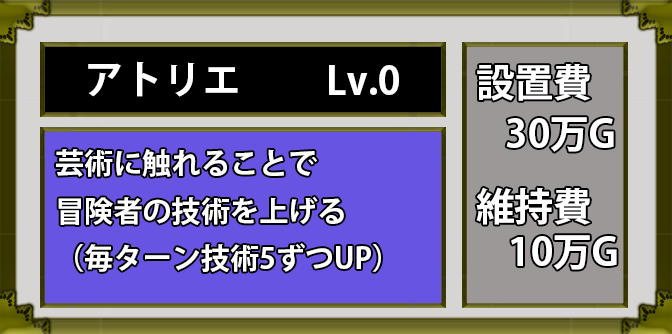 アトリエ Lv.0
芸術に触れることで
冒険者の技術を上げる
（毎ターン技術5ずつUP）
設置費
30万G
維持費
10万G